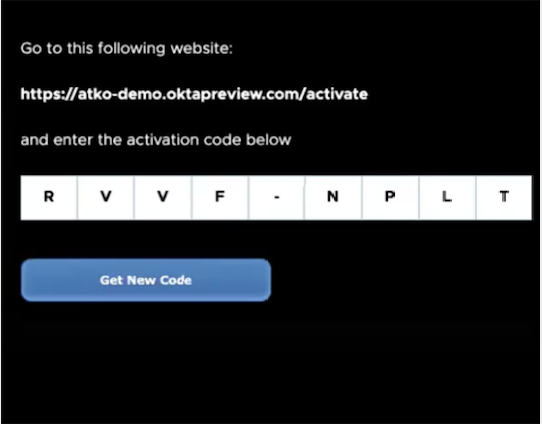 Go to this following website:
https://atko-demo.oktapreview.com/activate
and enter the activation code below
R V V F - N P L T
Get New Code